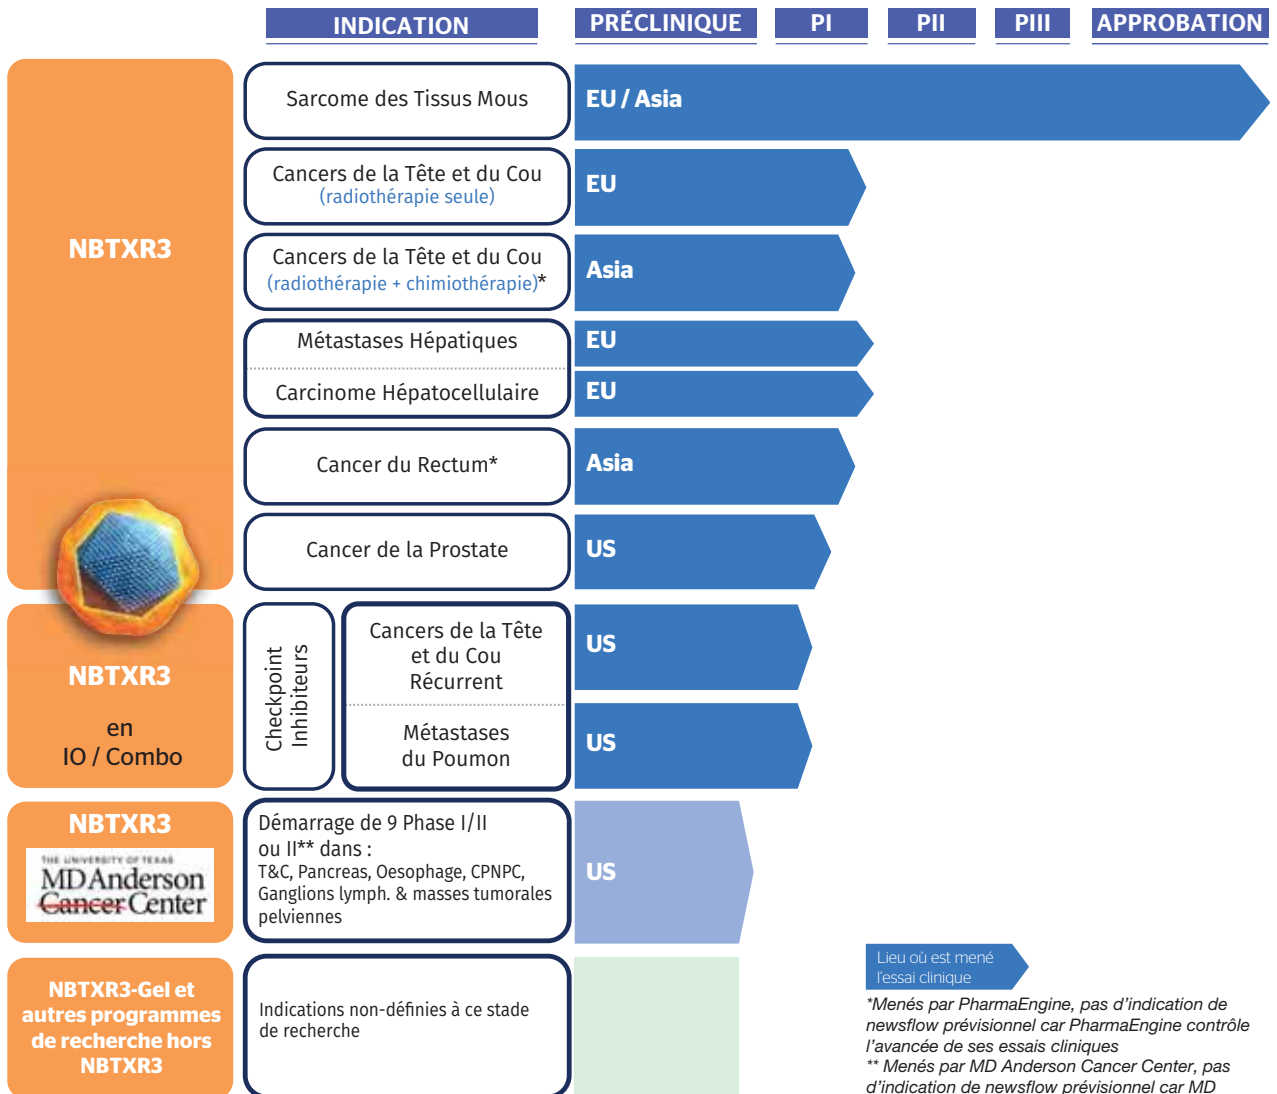 INDICATION
PRÉCLINIQUE
PI
PII
PIII
APPROBATION
NBTXR3
Sarcome des Tissus Mous
EU / Asia
Cancers de la Tête et du Cou
(radiothérapie seule)
EU
Cancers de la Tête et du Cou
(radiothérapie + chimiothérapie)*
Asia
Métastases Hépatiques
EU
Carcinome Hépatocellulaire
EU
Cancer du Rectum*
Asia
Cancer de la Prostate
US
NBTXR3
en
IO / Combo
Checkpoint
Inhibiteurs
Cancers de la Tête
et du Cou
Récurrent
US
Métastases
du Poumon
US
NBTXR3
THE UNIVERSITY OF TEXAS
MD Anderson
Cancer Center
Démarrage de 9 Phase I/II
ou II** dans :
T&C, Pancreas, Oesophage, CPNPC,
Ganglions lymph. & masses tumorales
pelviennes
US
NBTXR3-Gel et
autres programmes
de recherche hors
NBTXR3
Indications non-définies à ce stade
de recherche
Lieu où est mené
l'essai clinique
*Menés par PharmaEngine, pas d'indication de
newsflow prévisionnel car PharmaEngine contrôle
l'avancée de ses essais cliniques
** Menés par MD Anderson Cancer Center, pas
d'indication de newsflow prévisionnel car MD